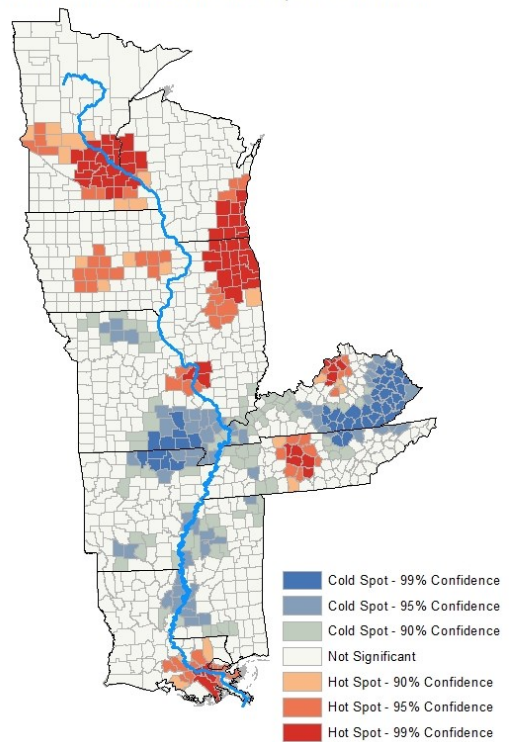 Cold Spot - 99% Confidence
Cold Spot - 95% Confidence
Cold Spot - 90% Confidence
Not Significant
Hot Spot - 90% Confidence
Hot Spot - 95% Confidence
Hot Spot - 99% Confidence